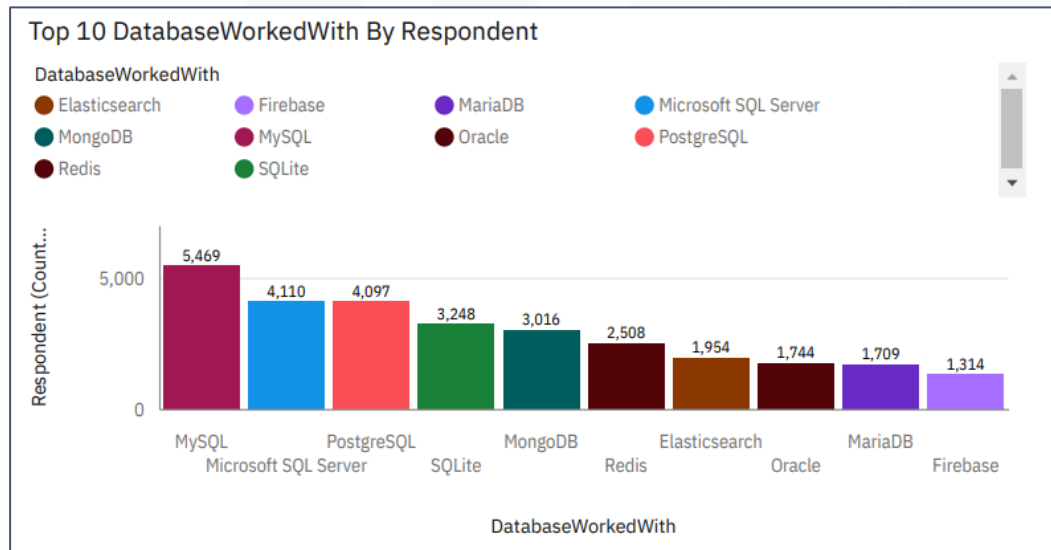 Top 10 DatabaseWorkedWith By Respondent
DatabaseWorkedWith
Elasticsearch Firebase MariaDB Microsoft SQL Server
MongoDB MySQL Oracle PostgreSQL
Redis SQLite
Respondent (Count...
5,000
0
5,469
4,110
4,097
3,248
3,016
2,508
1,954
1,744
1,709
1,314
MySQL PostgreSQL MongoDB Elasticsearch MariaDB
Microsoft SQL Server SQLite Redis Oracle Firebase
DatabaseWorkedWith